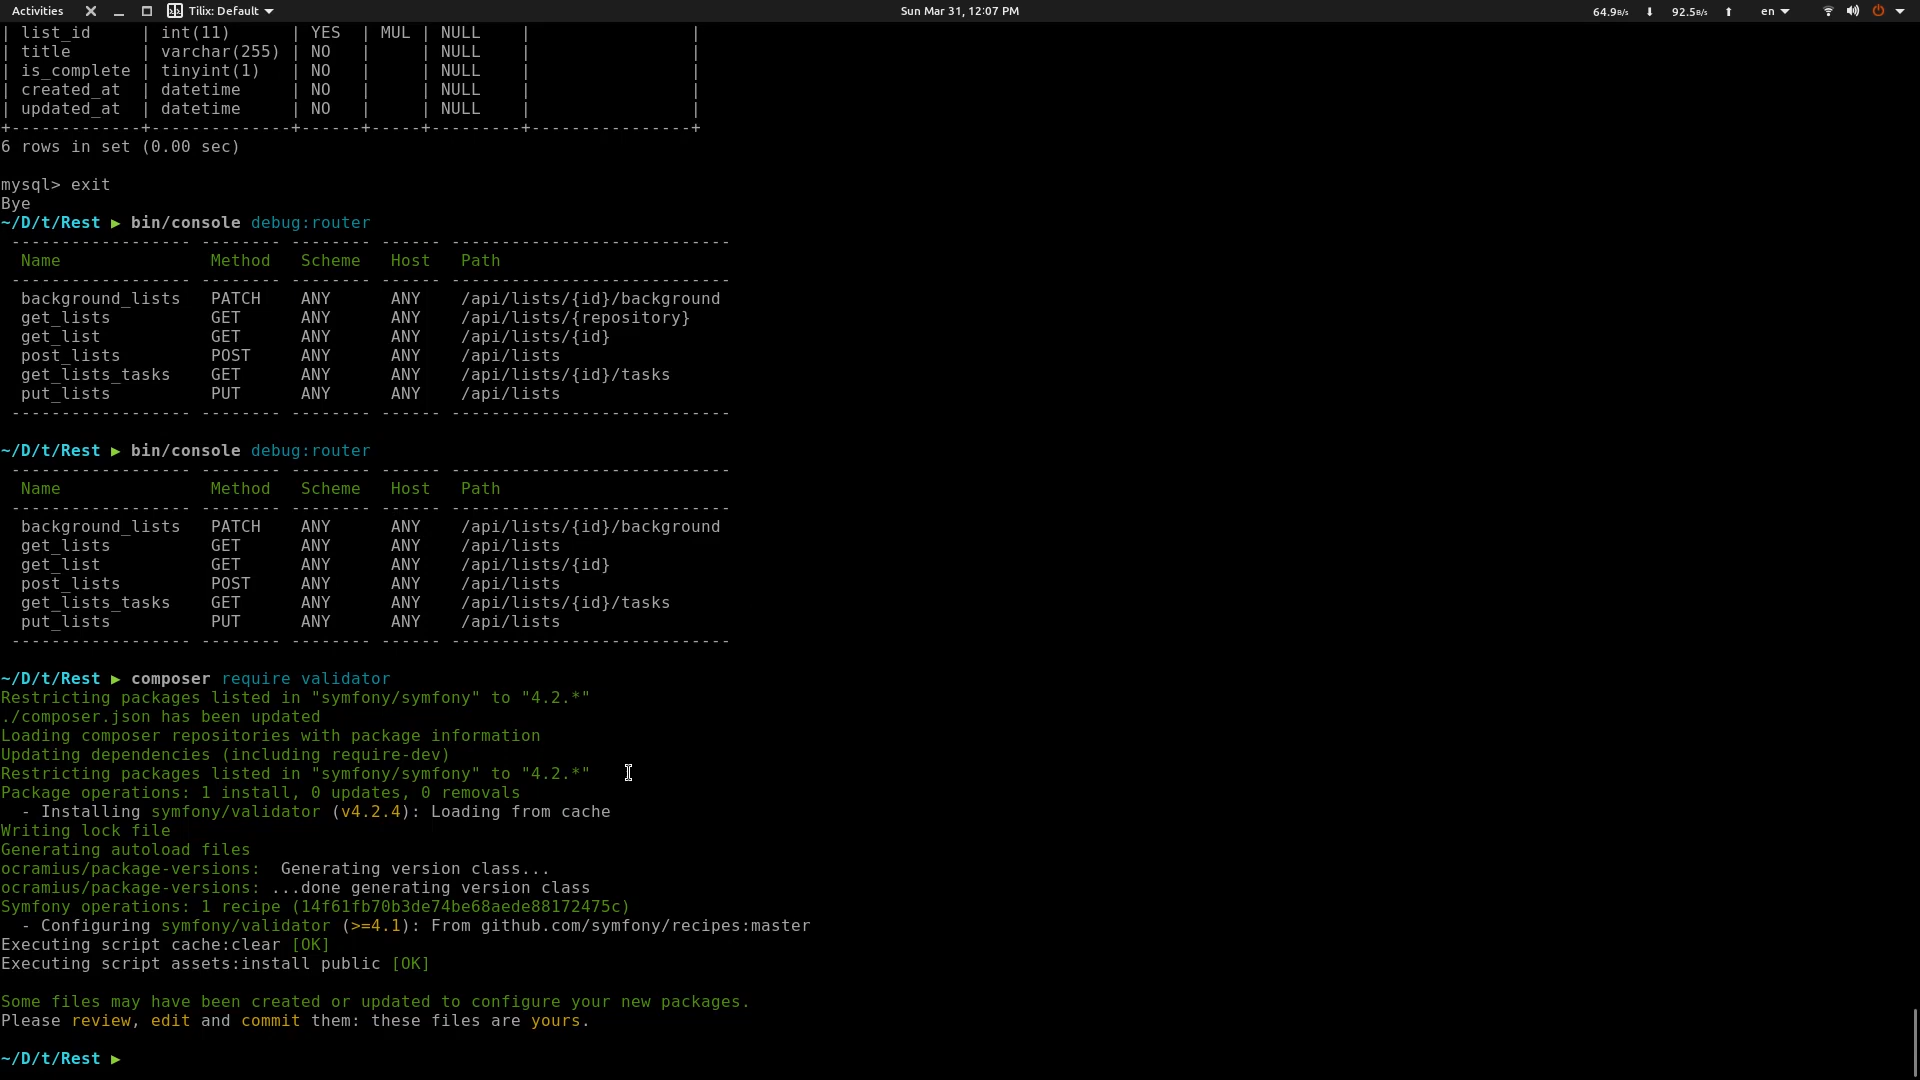 Activities Tilix: Default Sun Mar 31, 12:07 PM 64.9B/s 92.5B/s en
| list_id     | int(11)      | YES  | MUL | NULL    |                |
| title       | varchar(255) | NO   |     | NULL    |                |
| is_complete | tinyint(1)   | NO   |     | NULL    |                |
| created_at  | datetime     | NO   |     | NULL    |                |
| updated_at  | datetime     | NO   |     | NULL    |                |
+-------------+--------------+------+-----+---------+----------------+
6 rows in set (0.00 sec)
mysql> exit
Bye
~/D/t/Rest ▶ bin/console debug:router
 ------------------ -------- -------- ------ ----------------------------
  Name               Method   Scheme   Host   Path
 ------------------ -------- -------- ------ ----------------------------
  background_lists   PATCH    ANY      ANY    /api/lists/{id}/background
  get_lists          GET      ANY      ANY    /api/lists/{repository}
  get_list           GET      ANY      ANY    /api/lists/{id}
  post_lists         POST     ANY      ANY    /api/lists
  get_lists_tasks    GET      ANY      ANY    /api/lists/{id}/tasks
  put_lists          PUT      ANY      ANY    /api/lists
 ------------------ -------- -------- ------ ----------------------------
~/D/t/Rest ▶ bin/console debug:router
 ------------------ -------- -------- ------ ----------------------------
  Name               Method   Scheme   Host   Path
 ------------------ -------- -------- ------ ----------------------------
  background_lists   PATCH    ANY      ANY    /api/lists/{id}/background
  get_lists          GET      ANY      ANY    /api/lists
  get_list           GET      ANY      ANY    /api/lists/{id}
  post_lists         POST     ANY      ANY    /api/lists
  get_lists_tasks    GET      ANY      ANY    /api/lists/{id}/tasks
  put_lists          PUT      ANY      ANY    /api/lists
 ------------------ -------- -------- ------ ----------------------------
~/D/t/Rest ▶ composer require validator
Restricting packages listed in "symfony/symfony" to "4.2.*"
./composer.json has been updated
Loading composer repositories with package information
Updating dependencies (including require-dev)
Restricting packages listed in "symfony/symfony" to "4.2.*"
Package operations: 1 install, 0 updates, 0 removals
  - Installing symfony/validator (v4.2.4): Loading from cache
Writing lock file
Generating autoload files
ocramius/package-versions:  Generating version class...
ocramius/package-versions: ...done generating version class
Symfony operations: 1 recipe (14f61fb70b3de74be68aede88172475c)
  - Configuring symfony/validator (>=4.1): From github.com/symfony/recipes:master
Executing script cache:clear [OK]
Executing script assets:install public [OK]
Some files may have been created or updated to configure your new packages.
Please review, edit and commit them: these files are yours.
~/D/t/Rest ▶